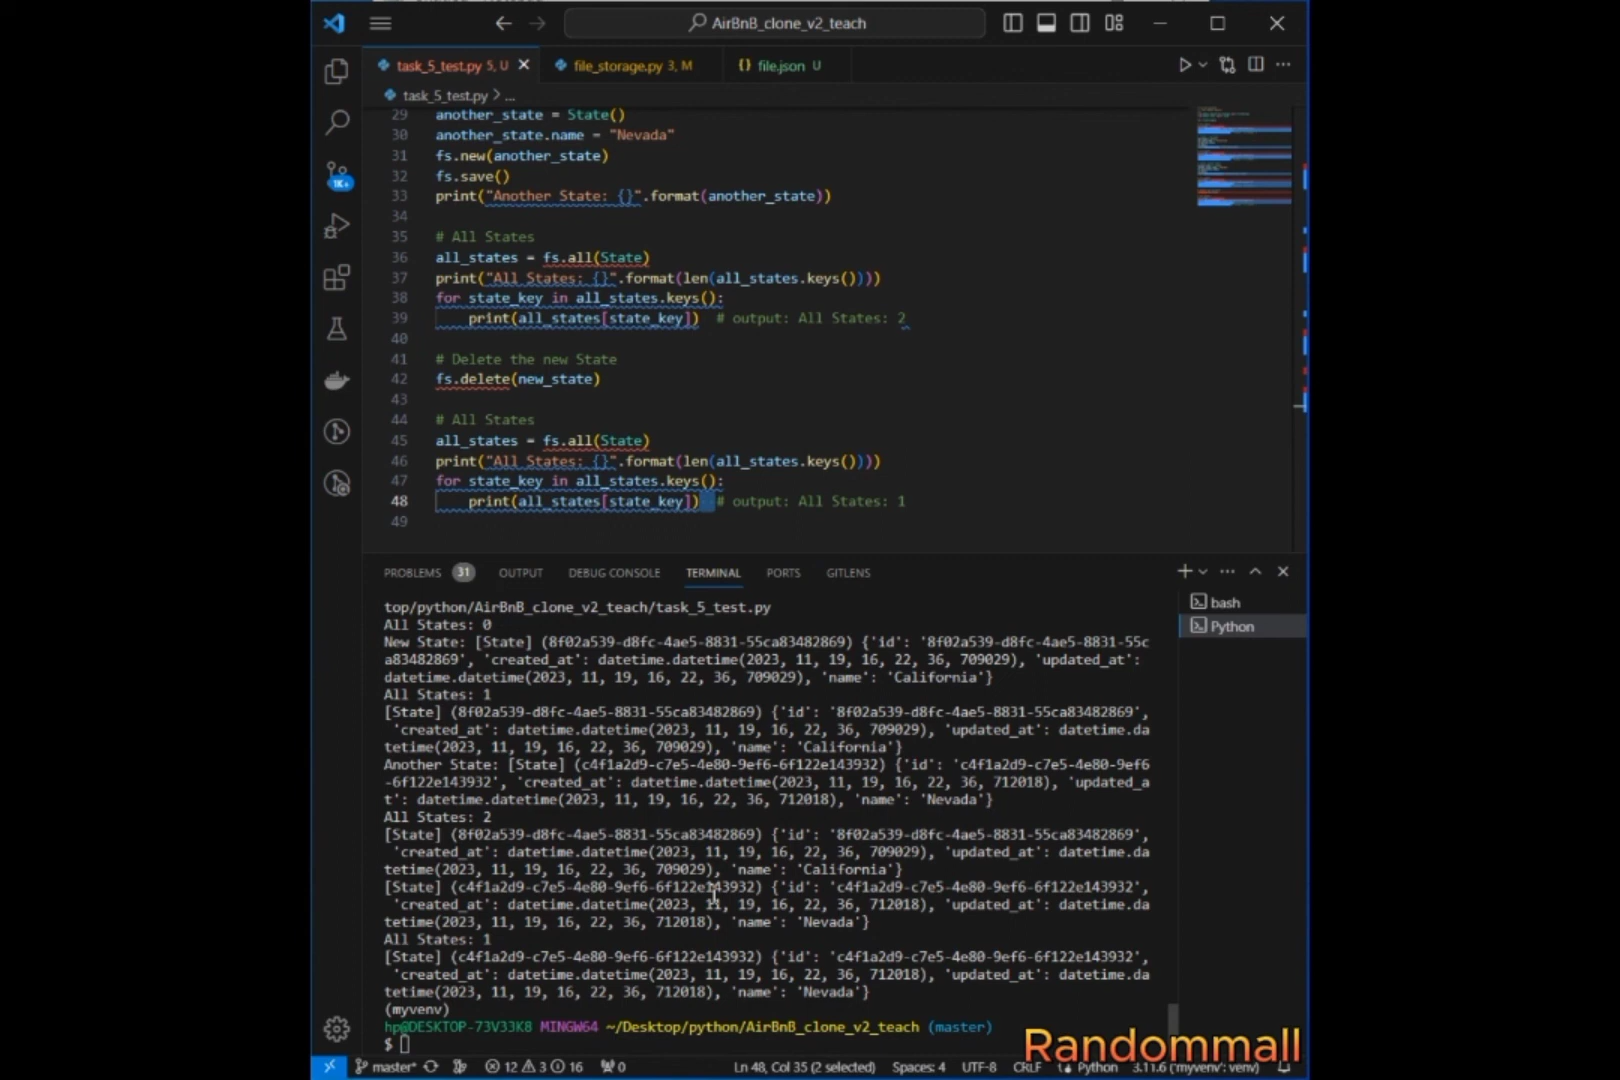 AirBnB_clone_v2_teach
task_5_test.py 5, U
file_storage.py 3, M
{} file.json U
task_5_test.py > ...
29 another_state = State()
30 another_state.name = "Nevada"
31 fs.new(another_state)
32 fs.save()
33 print("Another State: {}".format(another_state))
34
35 # All States
36 all_states = fs.all(State)
37 print("All States: {}".format(len(all_states.keys())))
38 for state_key in all_states.keys():
39 print(all_states[state_key])  # output: All States: 2
40
41 # Delete the new State
42 fs.delete(new_state)
43
44 # All States
45 all_states = fs.all(State)
46 print("All States: {}".format(len(all_states.keys())))
47 for state_key in all_states.keys():
48 print(all_states[state_key])  # output: All States: 1
49
1K+
PROBLEMS 31 OUTPUT DEBUG CONSOLE TERMINAL PORTS GITLENS
bash
Python
top/python/AirBnB_clone_v2_teach/task_5_test.py
All States: 0
New State: [State] (8f02a539-d8fc-4ae5-8831-55ca83482869) {'id': '8f02a539-d8fc-4ae5-8831-55c
a83482869', 'created_at': datetime.datetime(2023, 11, 19, 16, 22, 36, 709029), 'updated_at':
datetime.datetime(2023, 11, 19, 16, 22, 36, 709029), 'name': 'California'}
All States: 1
[State] (8f02a539-d8fc-4ae5-8831-55ca83482869) {'id': '8f02a539-d8fc-4ae5-8831-55ca83482869',
'created_at': datetime.datetime(2023, 11, 19, 16, 22, 36, 709029), 'updated_at': datetime.da
tetime(2023, 11, 19, 16, 22, 36, 709029), 'name': 'California'}
Another State: [State] (c4f1a2d9-c7e5-4e80-9ef6-6f122e143932) {'id': 'c4f1a2d9-c7e5-4e80-9ef6
-6f122e143932', 'created_at': datetime.datetime(2023, 11, 19, 16, 22, 36, 712018), 'updated_a
t': datetime.datetime(2023, 11, 19, 16, 22, 36, 712018), 'name': 'Nevada'}
All States: 2
[State] (8f02a539-d8fc-4ae5-8831-55ca83482869) {'id': '8f02a539-d8fc-4ae5-8831-55ca83482869',
'created_at': datetime.datetime(2023, 11, 19, 16, 22, 36, 709029), 'updated_at': datetime.da
tetime(2023, 11, 19, 16, 22, 36, 709029), 'name': 'California'}
[State] (c4f1a2d9-c7e5-4e80-9ef6-6f122e143932) {'id': 'c4f1a2d9-c7e5-4e80-9ef6-6f122e143932',
'created_at': datetime.datetime(2023, 11, 19, 16, 22, 36, 712018), 'updated_at': datetime.da
tetime(2023, 11, 19, 16, 22, 36, 712018), 'name': 'Nevada'}
All States: 1
[State] (c4f1a2d9-c7e5-4e80-9ef6-6f122e143932) {'id': 'c4f1a2d9-c7e5-4e80-9ef6-6f122e143932',
'created_at': datetime.datetime(2023, 11, 19, 16, 22, 36, 712018), 'updated_at': datetime.da
tetime(2023, 11, 19, 16, 22, 36, 712018), 'name': 'Nevada'}
(myvenv)
hp@DESKTOP-73V33K8 MINGW64 ~/Desktop/python/AirBnB_clone_v2_teach (master)
$
Randommall
master* 12 3 16 0 Ln 48, Col 35 (2 selected) Spaces: 4 UTF-8 CRLF Python 3.11.6 ('myvenv': venv)